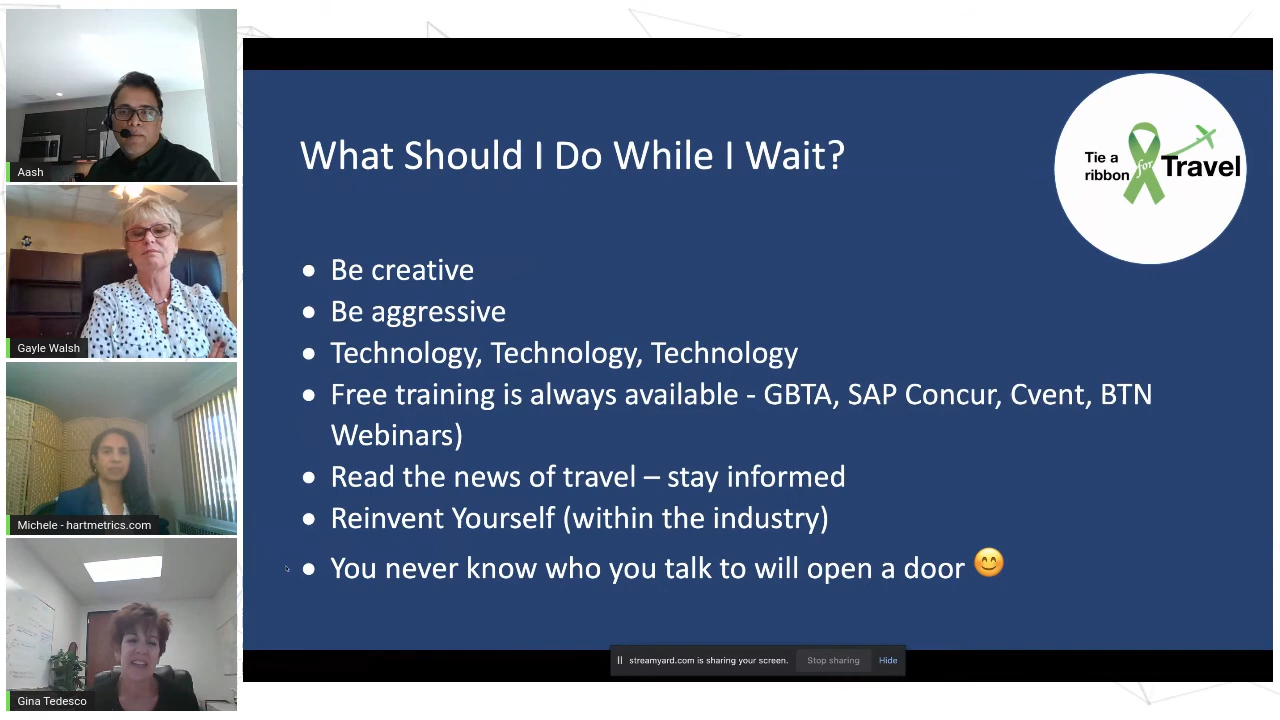 Aash
Gayle Walsh
Michele - hartmetrics.com
Gina Tedesco
What Should I Do While I Wait?
Tie a
ribbon
for
Travel
● Be creative
● Be aggressive
● Technology, Technology, Technology
● Free training is always available - GBTA, SAP Concur, Cvent, BTN
Webinars)
● Read the news of travel – stay informed
● Reinvent Yourself (within the industry)
● You never know who you talk to will open a door 😊
streamyard.com is sharing your screen.
Stop sharing
Hide